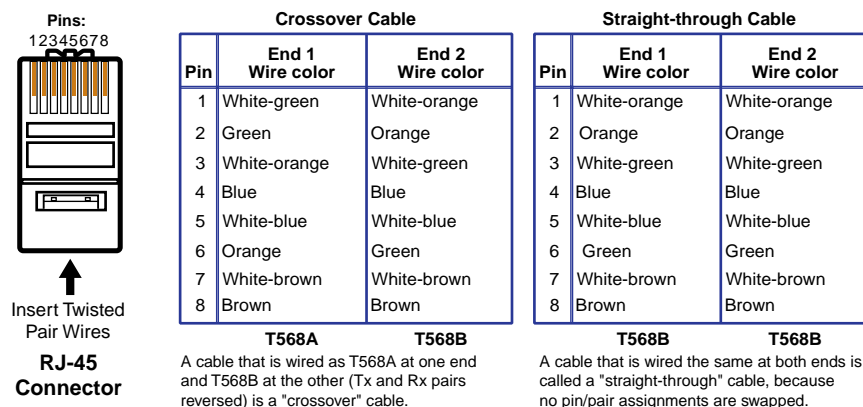 Pins:
12345678
Insert Twisted
Pair Wires
RJ-45
Connector
Crossover Cable
Pin End 1 Wire color End 2 Wire color
1 White-green White-orange
2 Green Orange
3 White-orange White-green
4 Blue Blue
5 White-blue White-blue
6 Orange Green
7 White-brown White-brown
8 Brown Brown
T568A T568B
A cable that is wired as T568A at one end
and T568B at the other (Tx and Rx pairs
reversed) is a "crossover" cable.
Straight-through Cable
Pin End 1 Wire color End 2 Wire color
1 White-orange White-orange
2 Orange Orange
3 White-green White-green
4 Blue Blue
5 White-blue White-blue
6 Green Green
7 White-brown White-brown
8 Brown Brown
T568B T568B
A cable that is wired the same at both ends is
called a "straight-through" cable, because
no pin/pair assignments are swapped.